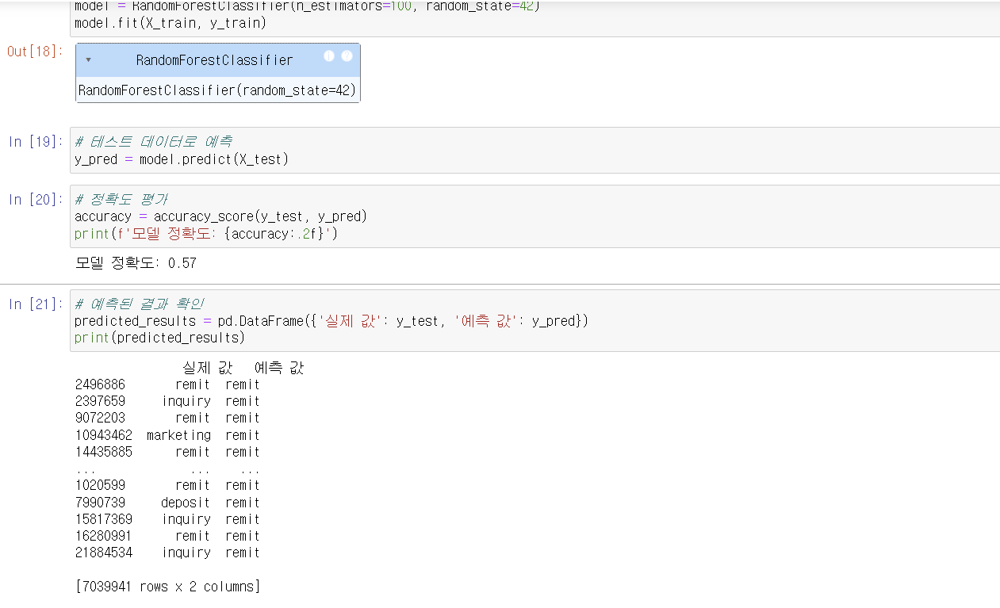 model = RandomForestClassifier(n_estimators=100, random_state=42)
model.fit(X_train, y_train)
Out[18]:
▾ RandomForestClassifier i ?
RandomForestClassifier(random_state=42)
In [19]:
# 테스트 데이터로 예측
y_pred = model.predict(X_test)
In [20]:
# 정확도 평가
accuracy = accuracy_score(y_test, y_pred)
print(f'모델 정확도: {accuracy:.2f}')
모델 정확도: 0.57
In [21]:
# 예측된 결과 확인
predicted_results = pd.DataFrame({'실제 값': y_test, '예측 값': y_pred})
print(predicted_results)
실제 값 예측 값
2496886 remit remit
2397659 inquiry remit
9072203 remit remit
10943462 marketing remit
14435885 remit remit
... ... ...
1020599 remit remit
7990739 deposit remit
15817369 inquiry remit
16280991 remit remit
21884534 inquiry remit
[7039941 rows x 2 columns]